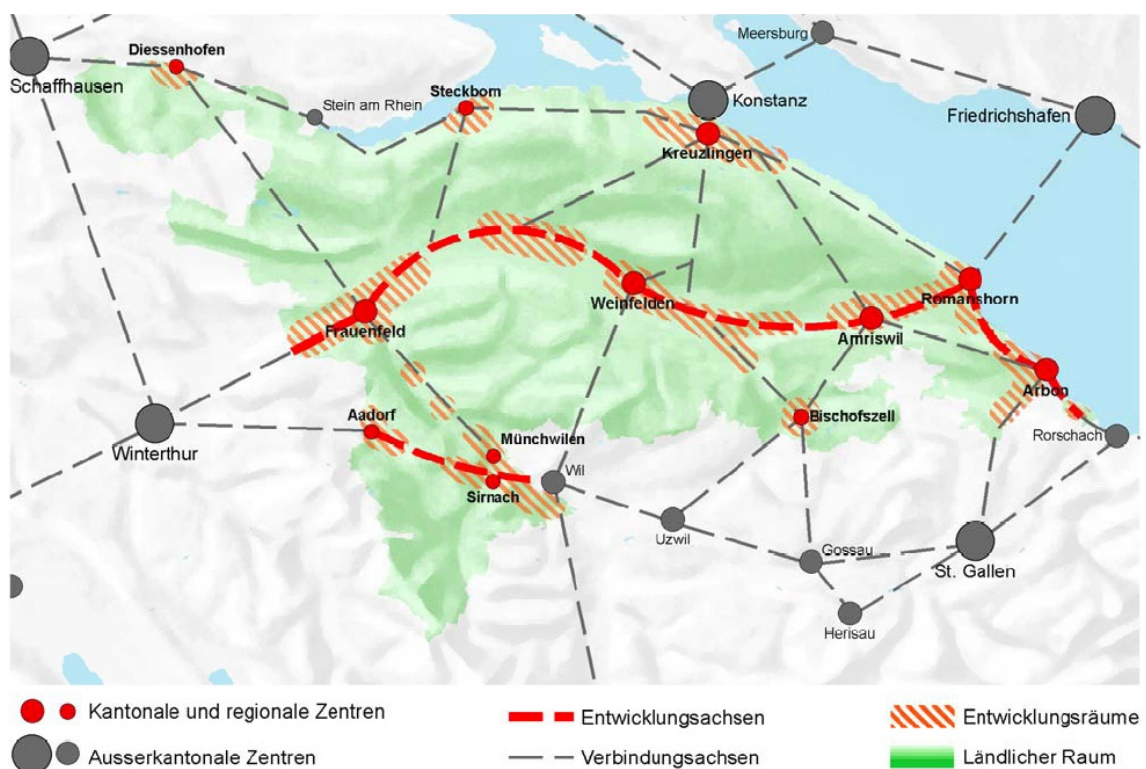 Meersburg
Diessenhofen
Schaffhausen
Steckborn
Konstanz
Stein am Rhein
Friedrichshafen
Kreuzlingen
Weinfelden
Romanshorn
Frauenfeld
Amriswil
Arbon
Aadorf
Bischofszell
Münchwilen
Rorschach
Winterthur
Wil
Sirnach
Uzwil
Gossau
St. Gallen
Herisau
Kantonale und regionale Zentren
Entwicklungsachsen
Entwicklungsräume
Ausserkantonale Zentren
Verbindungsachsen
Ländlicher Raum